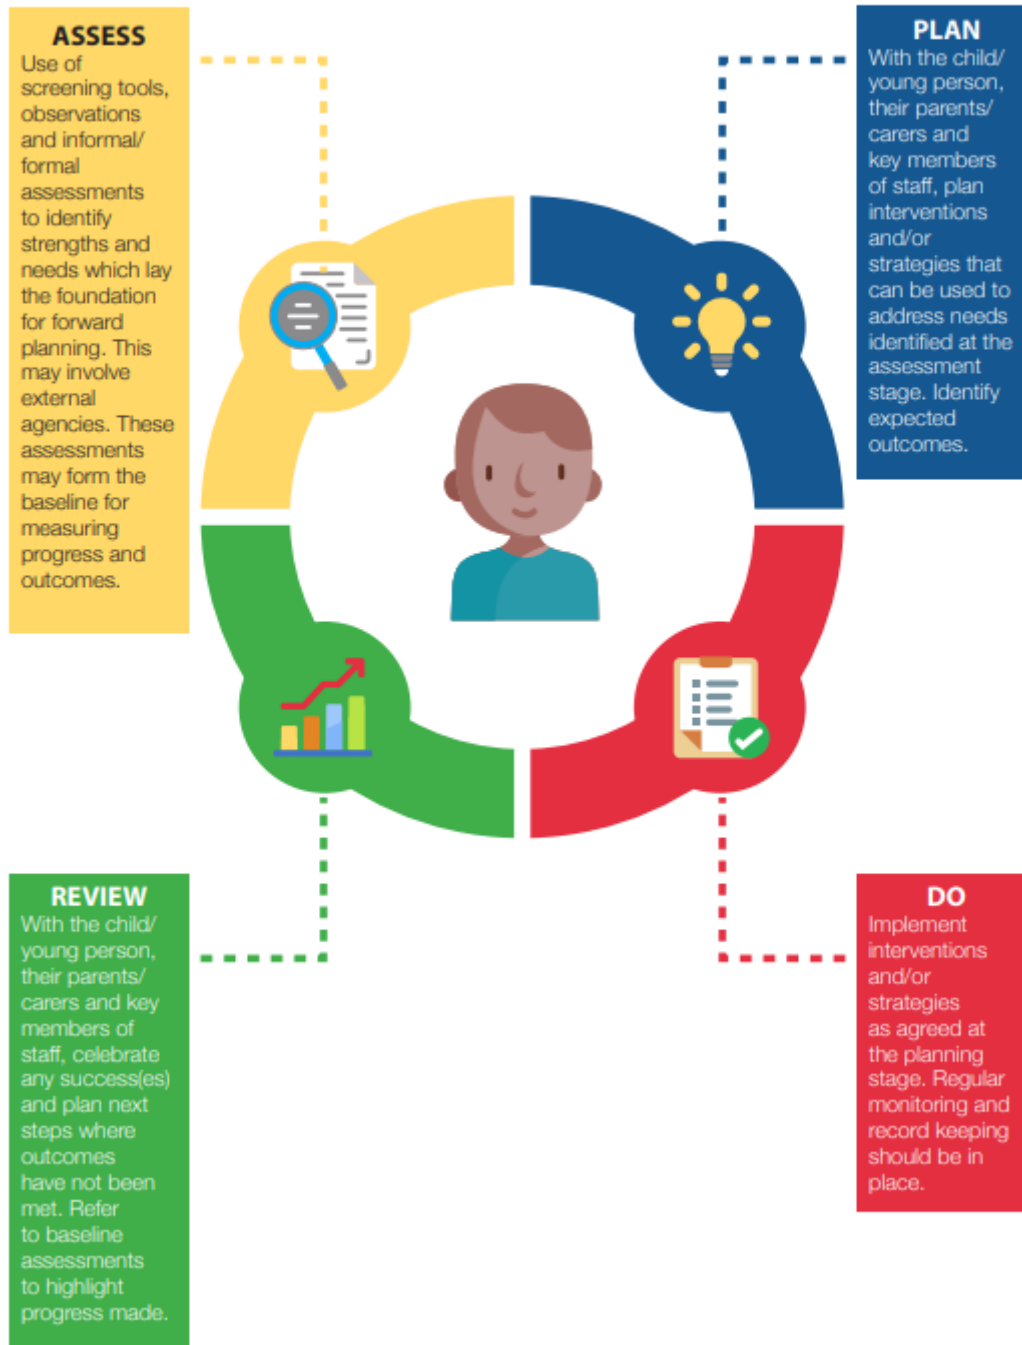 ASSESS
Use of
screening tools,
observations
and informal/
formal
assessments
to identify
strengths and
needs which lay
the foundation
for forward
planning. This
may involve
external
agencies. These
assessments
may form the
baseline for
measuring
progress and
outcomes.
PLAN
With the child/
young person,
their parents/
carers and
key members
of staff, plan
interventions
and/or
strategies that
can be used to
address needs
identified at the
assessment
stage. Identify
expected
outcomes.
DO
Implement
interventions
and/or
strategies
as agreed at
the planning
stage. Regular
monitoring and
record keeping
should be in
place.
REVIEW
With the child/
young person,
their parents/
carers and key
members of
staff, celebrate
any success(es)
and plan next
steps where
outcomes
have not been
met. Refer
to baseline
assessments
to highlight
progress made.